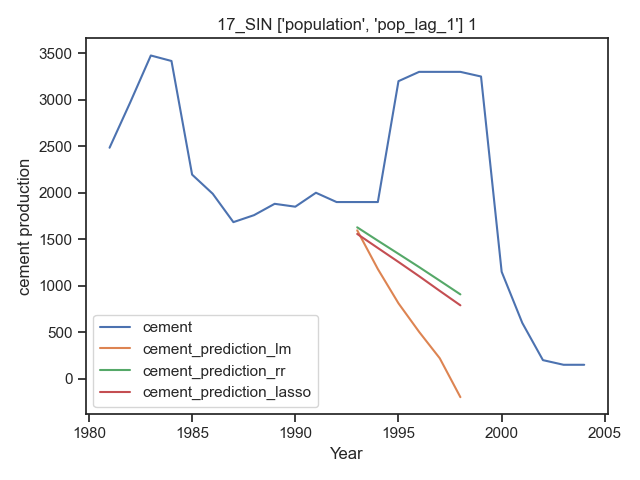 17_SIN ['population', 'pop_lag_1'] 1
3500
3000
2500
2000
1500
1000
500
0
cement production
cement
cement_prediction_lm
cement_prediction_rr
cement_prediction_lasso
1980 1985 1990 1995 2000 2005
Year